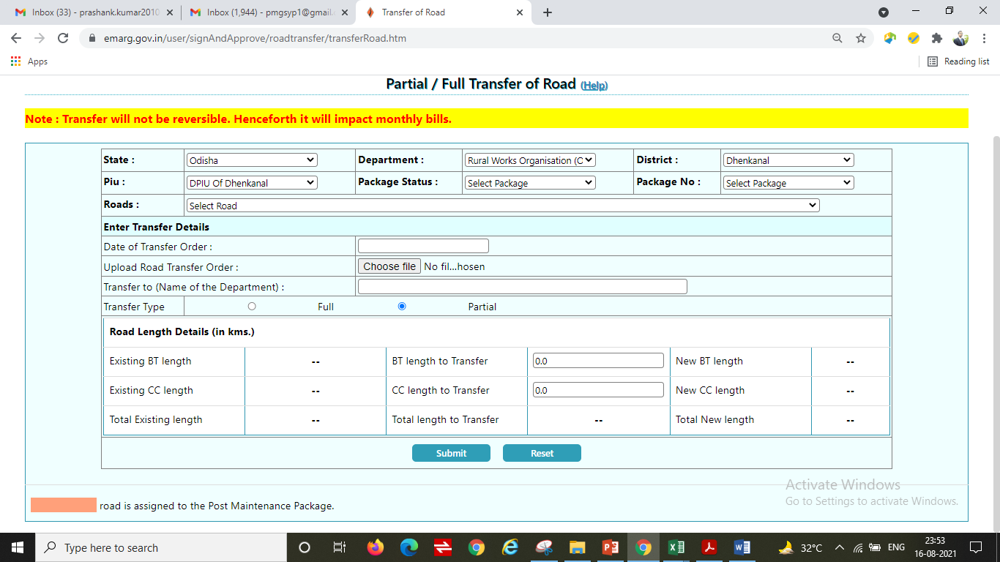 Inbox (33) - prashank.kumar2010
Inbox (1,944) - pmgsyp1@gmail.
Transfer of Road
emarg.gov.in/user/signAndApprove/roadtransfer/transferRoad.htm
Apps
Reading list
Partial / Full Transfer of Road (Help)
Note : Transfer will not be reversible. Henceforth it will impact monthly bills.
State : Odisha Department : Rural Works Organisation (O District : Dhenkanal
Piu : DPIU Of Dhenkanal Package Status : Select Package Package No : Select Package
Roads : Select Road
Enter Transfer Details
Date of Transfer Order :
Upload Road Transfer Order : Choose file No fil...hosen
Transfer to (Name of the Department) :
Transfer Type Full Partial
Road Length Details (in kms.)
Existing BT length -- BT length to Transfer 0.0 New BT length --
Existing CC length -- CC length to Transfer 0.0 New CC length --
Total Existing length -- Total length to Transfer -- Total New length --
Submit Reset
Activate Windows
Go to Settings to activate Windows.
road is assigned to the Post Maintenance Package.
Type here to search
32°C ENG 23:53
16-08-2021